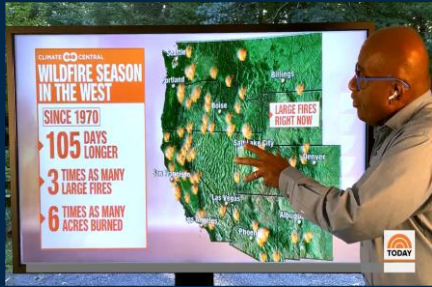 CLIMATE CENTRAL
WILDFIRE SEASON
IN THE WEST
SINCE 1970
105 DAYS
LONGER
3 TIMES AS MANY
LARGE FIRES
6 TIMES AS MANY
ACRES BURNED
Seattle
Portland
Billings
Boise
LARGE FIRES
RIGHT NOW
Salt Lake City
Denver
San Francisco
Las Vegas
Albuq
Phoe
TODAY